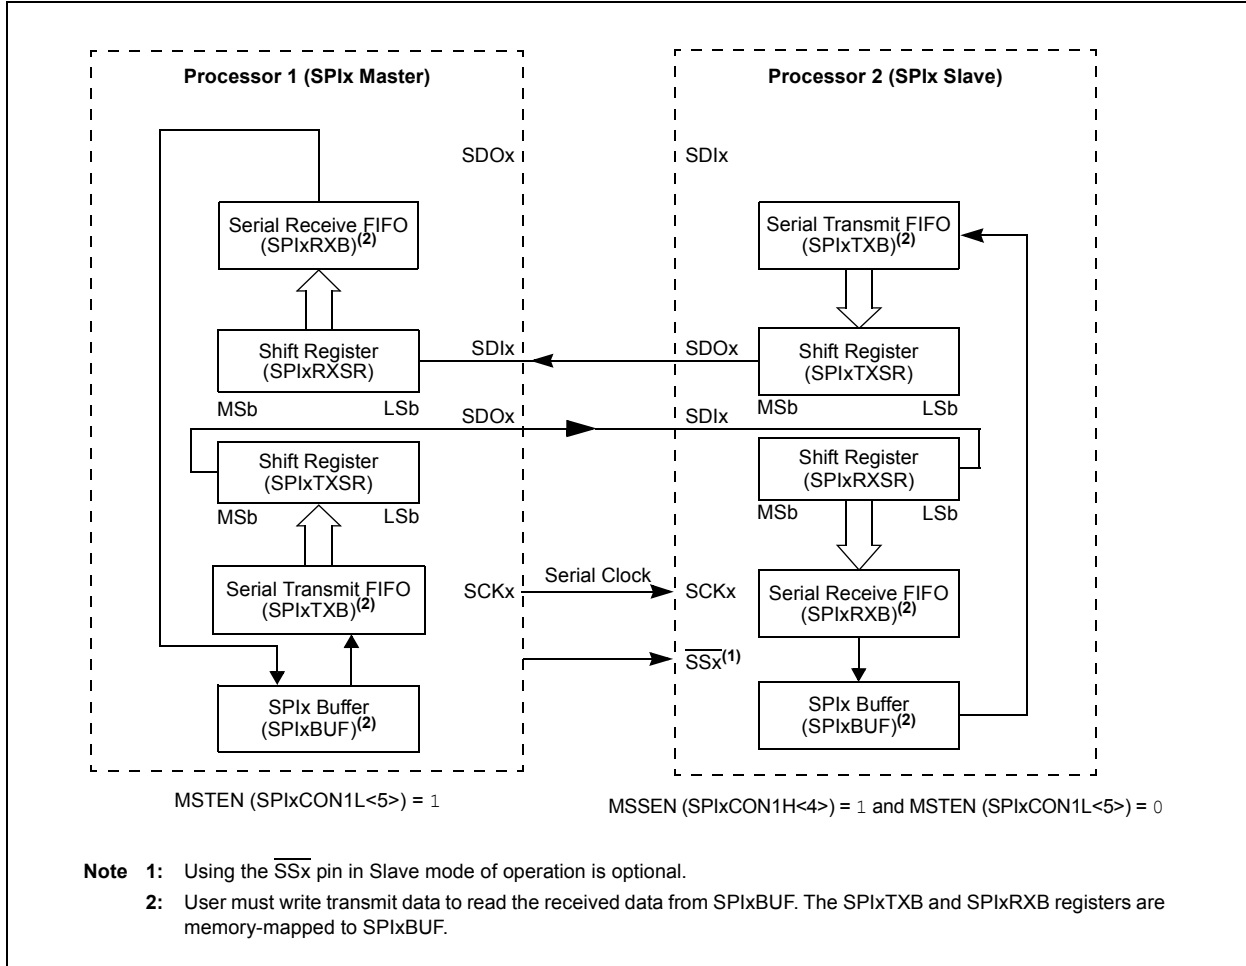 Processor 1 (SPIx Master)
Processor 2 (SPIx Slave)
SDOx
SDIx
Serial Receive FIFO
(SPIxRXB)(2)
Serial Transmit FIFO
(SPIxTXB)(2)
Shift Register
(SPIxRXSR)
SDIx
SDOx
Shift Register
(SPIxTXSR)
MSb
LSb
MSb
LSb
SDOx
SDIx
Shift Register
(SPIxTXSR)
Shift Register
(SPIxRXSR)
MSb
LSb
MSb
LSb
Serial Transmit FIFO
(SPIxTXB)(2)
SCKx
Serial Clock
SCKx
Serial Receive FIFO
(SPIxRXB)(2)
SSx(1)
SPIx Buffer
(SPIxBUF)(2)
SPIx Buffer
(SPIxBUF)(2)
MSTEN (SPIxCON1L<5>) = 1
MSSEN (SPIxCON1H<4>) = 1 and MSTEN (SPIxCON1L<5>) = 0
Note 1: Using the SSx pin in Slave mode of operation is optional.
2: User must write transmit data to read the received data from SPIxBUF. The SPIxTXB and SPIxRXB registers are
memory-mapped to SPIxBUF.